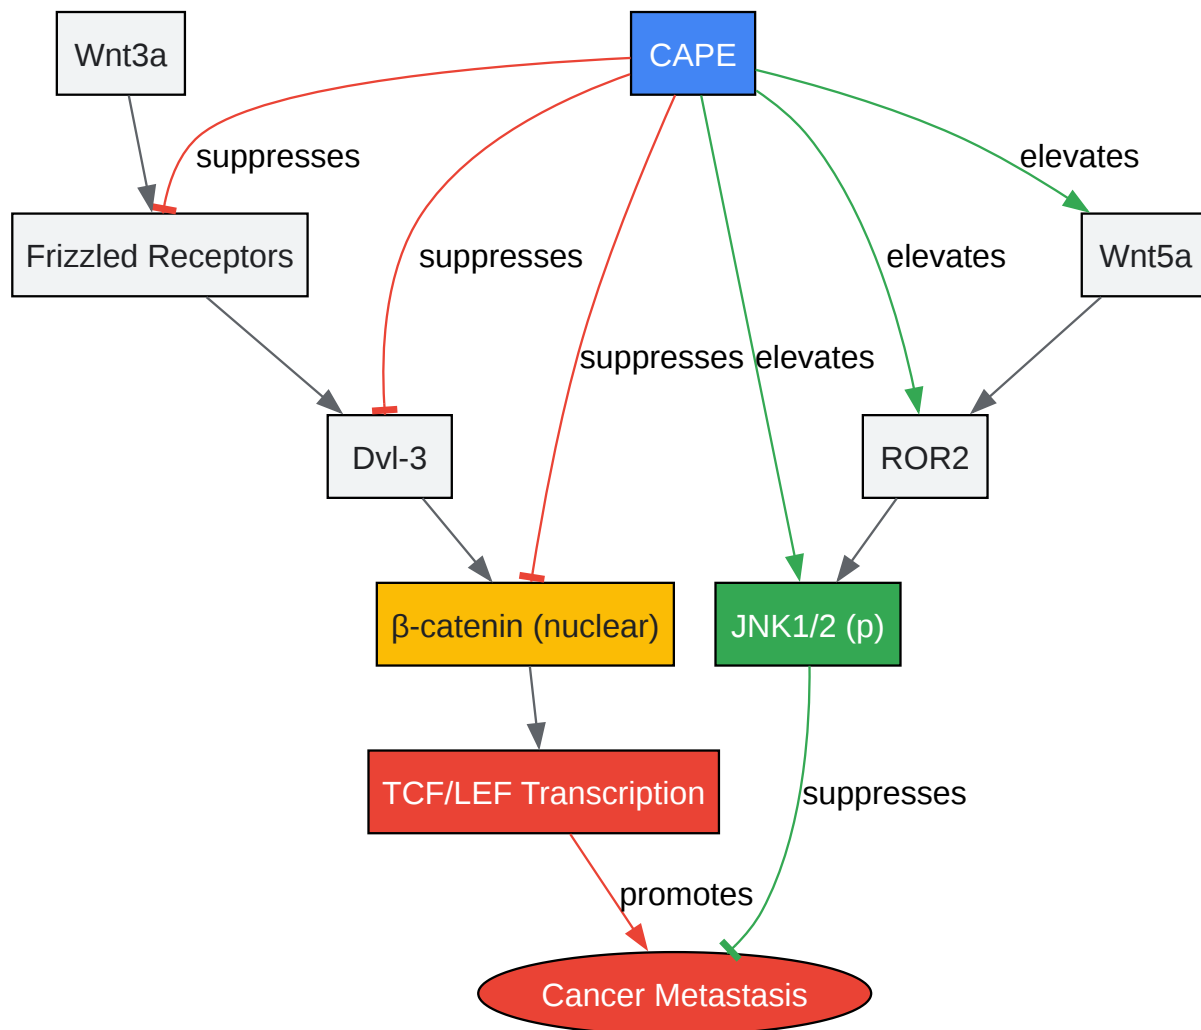 Wnt3a
CAPE
suppresses
elevates
Frizzled Receptors
suppresses
elevates
Wnt5a
suppresses
elevates
Dvl-3
ROR2
β-catenin (nuclear)
JNK1/2 (p)
TCF/LEF Transcription
suppresses
promotes
Cancer Metastasis